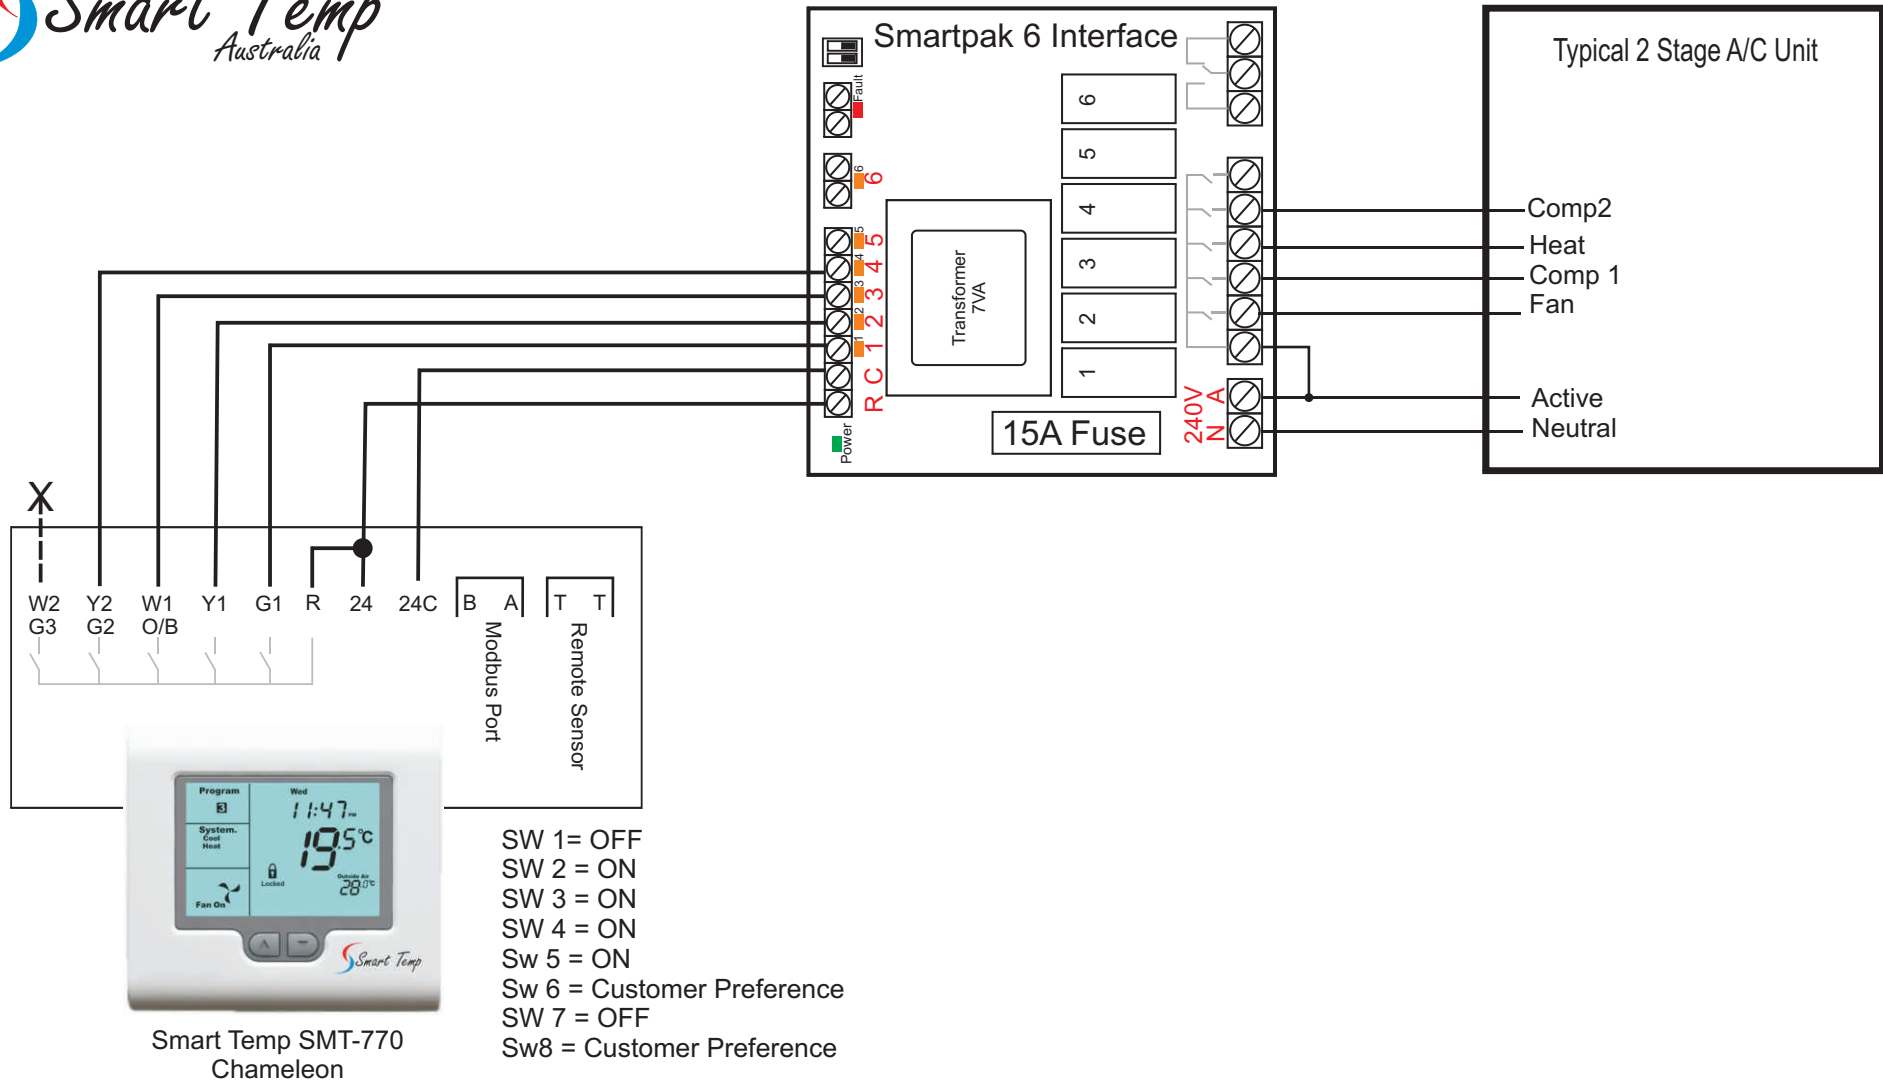 Smart Temp
Australia
Smartpak 6 Interface
Typical 2 Stage A/C Unit
Fault
6
6
5
5
4
4
3
3
2
2
1
1
C
R
Power
Transformer
7VA
6
5
4
3
2
1
15A Fuse
240V
A
N
Comp2
Heat
Comp 1
Fan
Active
Neutral
X
W2 Y2 W1 Y1 G1 R 24 24C B A T T
G3 G2 O/B
Modbus Port
Remote Sensor
Program
3
Wed
11:47 PM
System.
Cool
Heat
19.5°C
Locked
Outside Air
28.0°C
Fan On
Smart Temp
SW 1= OFF
SW 2 = ON
SW 3 = ON
SW 4 = ON
Sw 5 = ON
Sw 6 = Customer Preference
SW 7 = OFF
Sw8 = Customer Preference
Smart Temp SMT-770
Chameleon